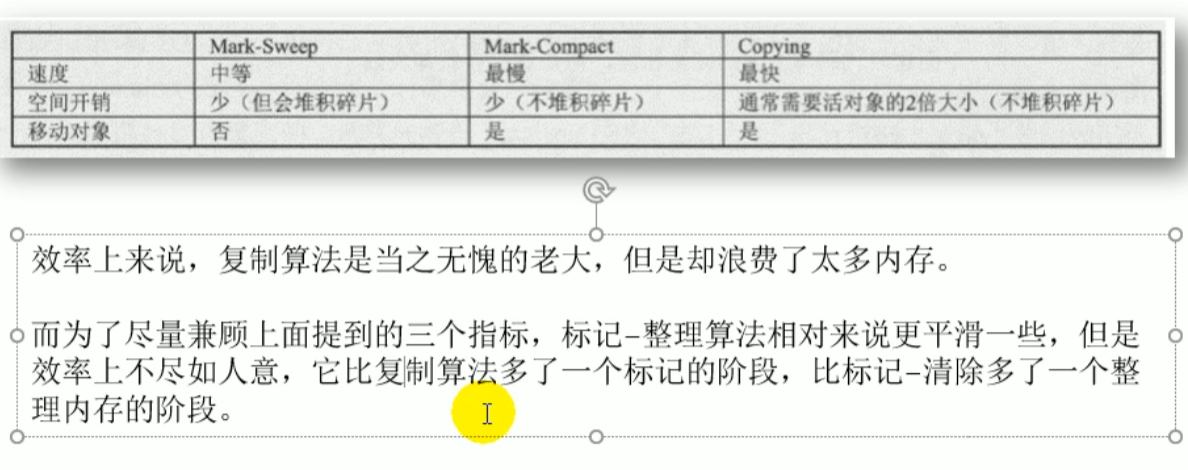 Mark-Sweep Mark-Compact Copying
速度 中等 最慢 最快
空间开销 少（但会堆积碎片） 少（不堆积碎片） 通常需要活对象的2倍大小（不堆积碎片）
移动对象 否 是 是
效率上来说，复制算法是当之无愧的老大，但是却浪费了太多内存。
而为了尽量兼顾上面提到的三个指标，标记-整理算法相对来说更平滑一些，但是
效率上不尽如人意，它比复制算法多了一个标记的阶段，比标记-清除多了一个整
理内存的阶段。